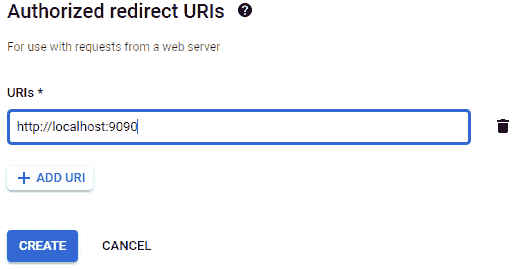 Authorized redirect URIs
For use with requests from a web server
URIs *
http://localhost:9090
+ ADD URI
CREATE CANCEL